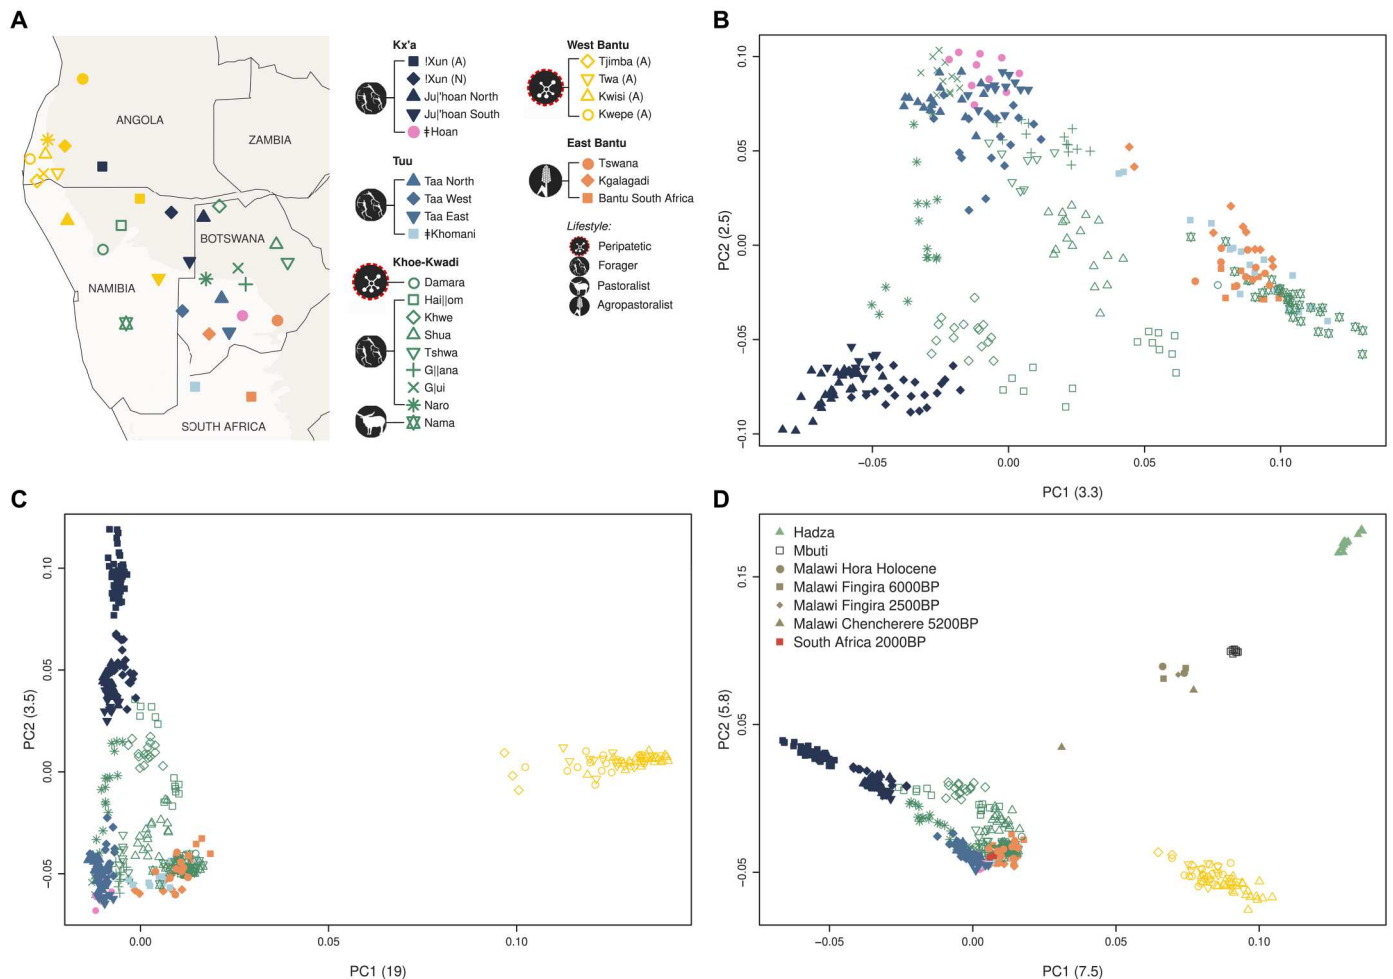 A
ANGOLA
ZAMBIA
BOTSWANA
NAMIBIA
SOUTH AFRICA
Kx'a
!Xun (A)
!Xun (N)
Ju|'hoan North
Ju|'hoan South
ǂHoan
Tuu
Taa North
Taa West
Taa East
ǂKhomani
Khoe-Kwadi
Damara
Hai||om
Khwe
Shua
Tshwa
G||ana
G|ui
Naro
Nama
West Bantu
Tjimba (A)
Twa (A)
Kwisi (A)
Kwepe (A)
East Bantu
Tswana
Kgalagadi
Bantu South Africa
Lifestyle:
Peripatetic
Forager
Pastoralist
Agropastoralist
B
PC2 (2.5)
0.10
0.05
0.00
−0.05
−0.10
−0.05 0.00 0.05 0.10
PC1 (3.3)
C
PC2 (3.5)
0.10
0.05
0.00
−0.05
0.00 0.05 0.10
PC1 (19)
D
Hadza
Mbuti
Malawi Hora Holocene
Malawi Fingira 6000BP
Malawi Fingira 2500BP
Malawi Chencherere 5200BP
South Africa 2000BP
PC2 (5.8)
0.15
0.05
−0.05
−0.05 0.00 0.05 0.10
PC1 (7.5)